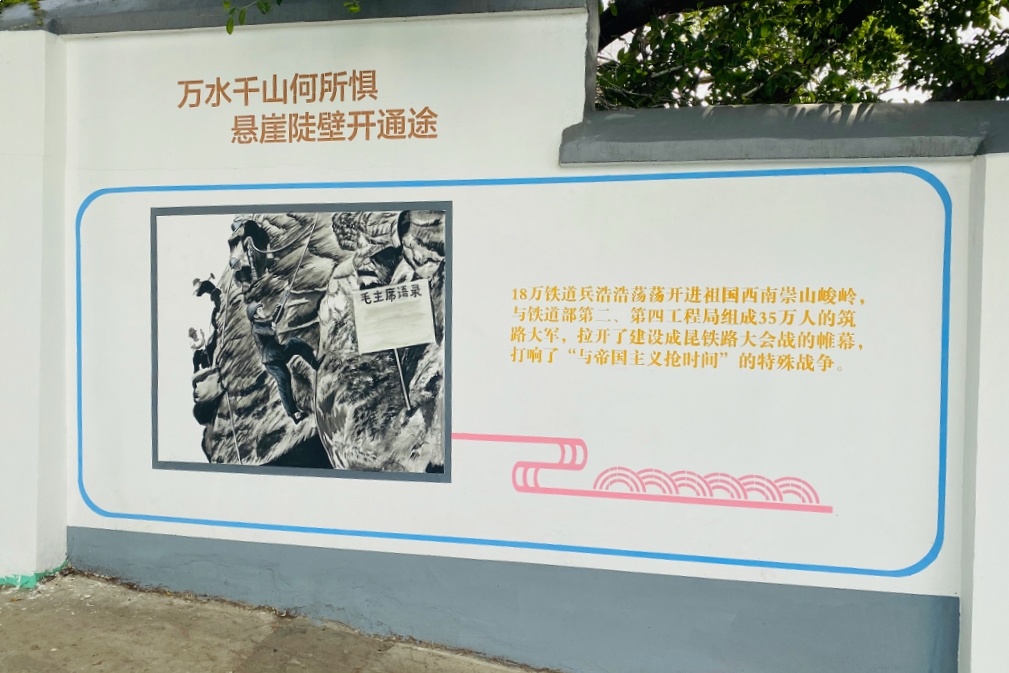 万水千山何所惧
悬崖陡壁开通途
毛主席语录
18万铁道兵浩浩荡荡开进祖国西南崇山峻岭，
与铁道部第二、第四工程局组成35万人的筑
路大军，拉开了建设成昆铁路大会战的帷幕，
打响了“与帝国主义抢时间”的特殊战争。